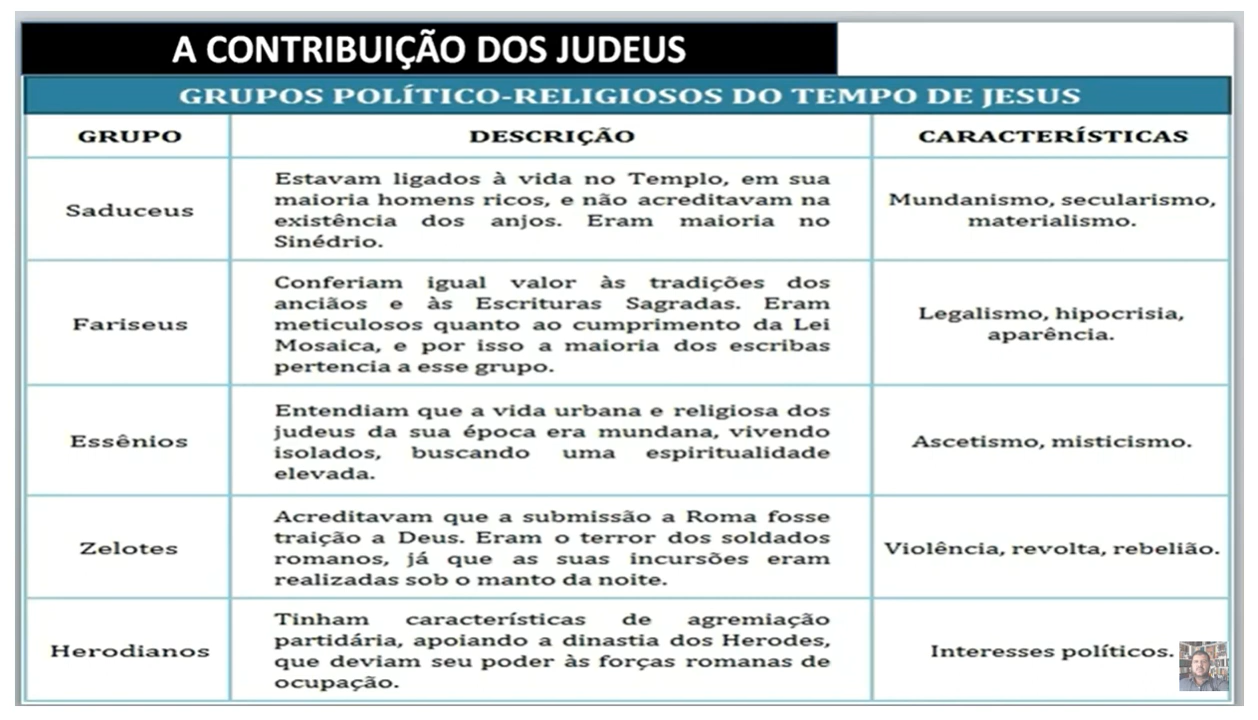 A CONTRIBUIÇÃO DOS JUDEUS
GRUPOS POLÍTICO-RELIGIOSOS DO TEMPO DE JESUS
GRUPO
DESCRIÇÃO
CARACTERÍSTICAS
Saduceus
Estavam ligados à vida no Templo, em sua
maioria homens ricos, e não acreditavam na
existência dos anjos. Eram maioria no
Sinédrio.
Mundanismo, secularismo,
materialismo.
Fariseus
Conferiam igual valor às tradições dos
anciãos e às Escrituras Sagradas. Eram
meticulosos quanto ao cumprimento da Lei
Mosaica, e por isso a maioria dos escribas
pertencia a esse grupo.
Legalismo, hipocrisia,
aparência.
Essênios
Entendiam que a vida urbana e religiosa dos
judeus da sua época era mundana, vivendo
isolados, buscando uma espiritualidade
elevada.
Ascetismo, misticismo.
Zelotes
Acreditavam que a submissão a Roma fosse
traição a Deus. Eram o terror dos soldados
romanos, já que as suas incursões eram
realizadas sob o manto da noite.
Violência, revolta, rebelião.
Herodianos
Tinham características de agremiação
partidária, apoiando a dinastia dos Herodes,
que deviam seu poder às forças romanas de
ocupação.
Interesses políticos.